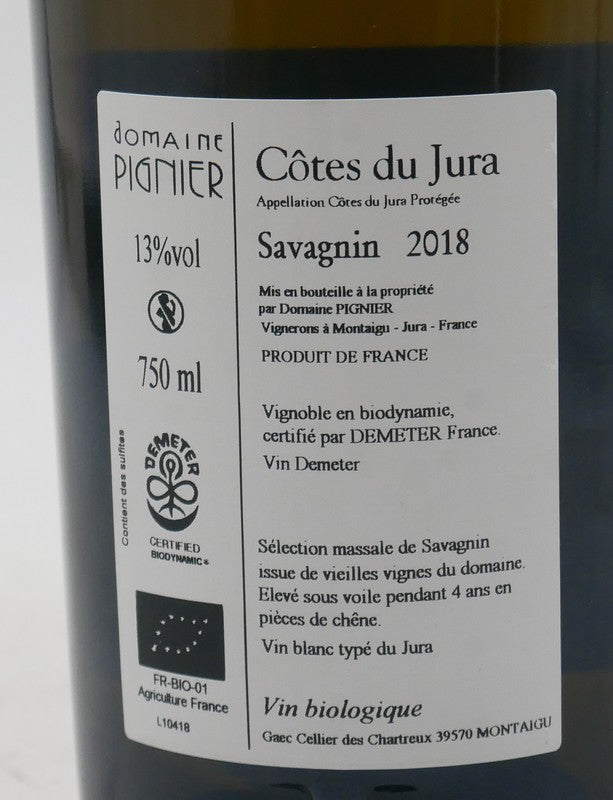 domaine
PIGNIER
13%vol
750 ml
Contient des sulfites
DEMETER
CERTIFIED
BIODYNAMIC®
FR-BIO-01
Agriculture France
L10418
Côtes du Jura
Appellation Côtes du Jura Protégée
Savagnin 2018
Mis en bouteille à la propriété
par Domaine PIGNIER
Vignerons à Montaigu - Jura - France
PRODUIT DE FRANCE
Vignoble en biodynamie,
certifié par DEMETER France.
Vin Demeter
Sélection massale de Savagnin
issue de vieilles vignes du domaine.
Elevé sous voile pendant 4 ans en
pièces de chêne.
Vin blanc typé du Jura
Vin biologique
Gaec Cellier des Chartreux 39570 MONTAIGU